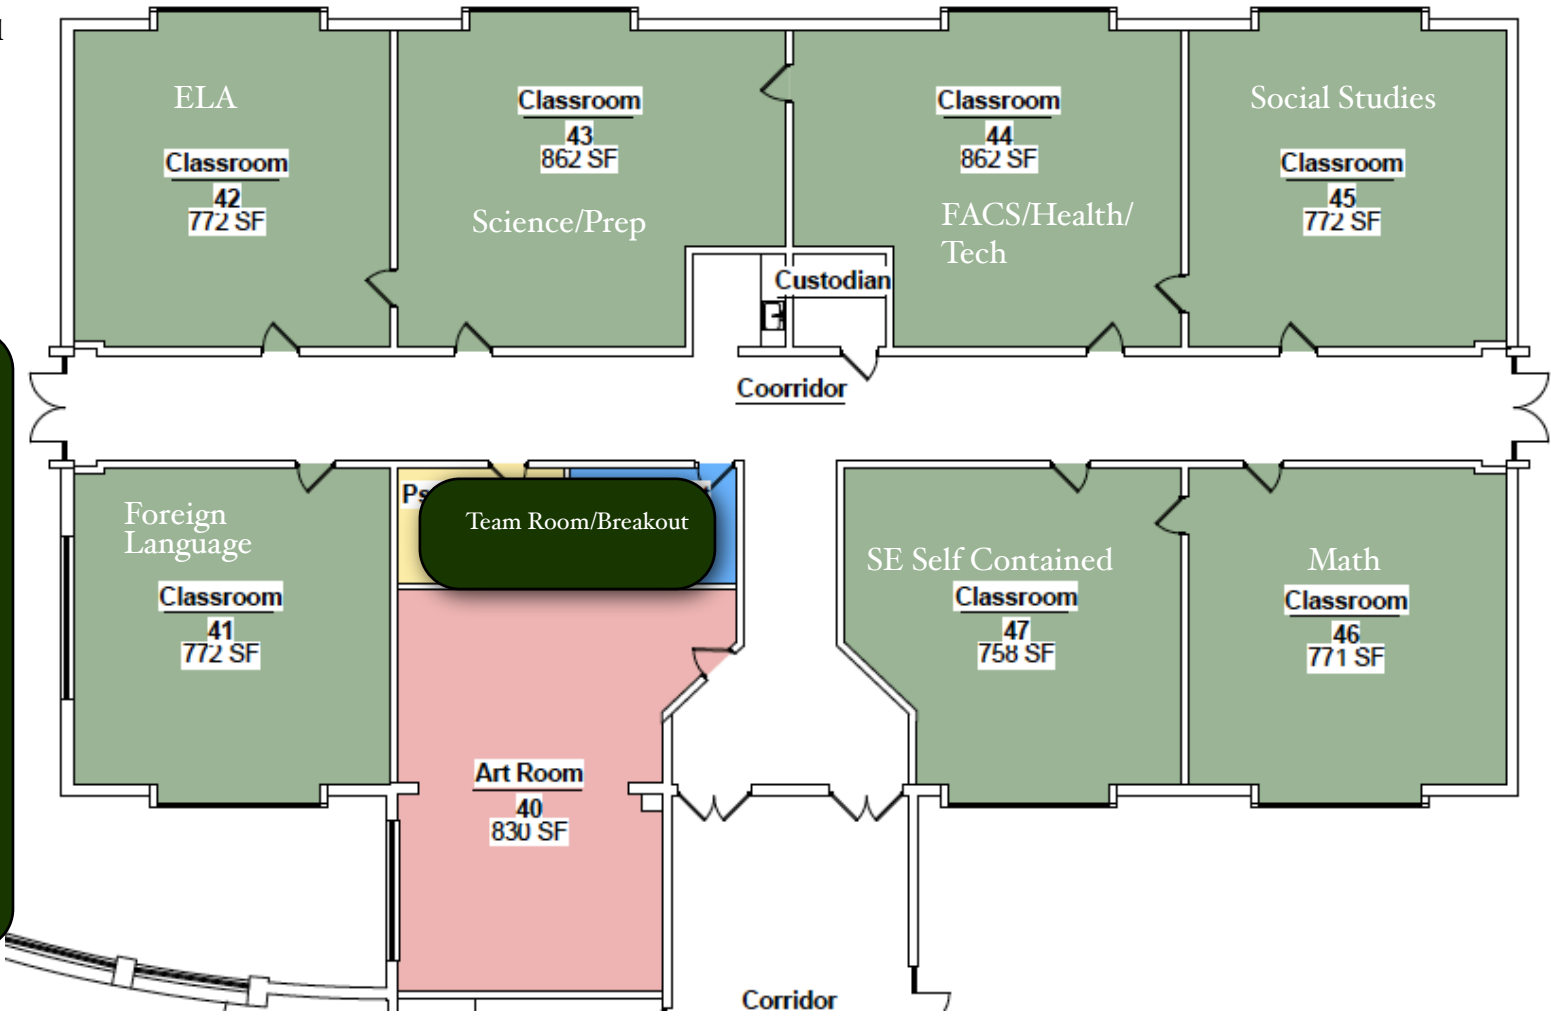 ELA
Classroom
42
772 SF
Classroom
43
862 SF
Science/Prep
Classroom
44
862 SF
FACS/Health/
Tech
Social Studies
Classroom
45
772 SF
Custodian
Coorridor
Foreign
Language
Classroom
41
772 SF
Team Room/Breakout
Art Room
40
830 SF
SE Self Contained
Classroom
47
758 SF
Math
Classroom
46
771 SF
Corridor